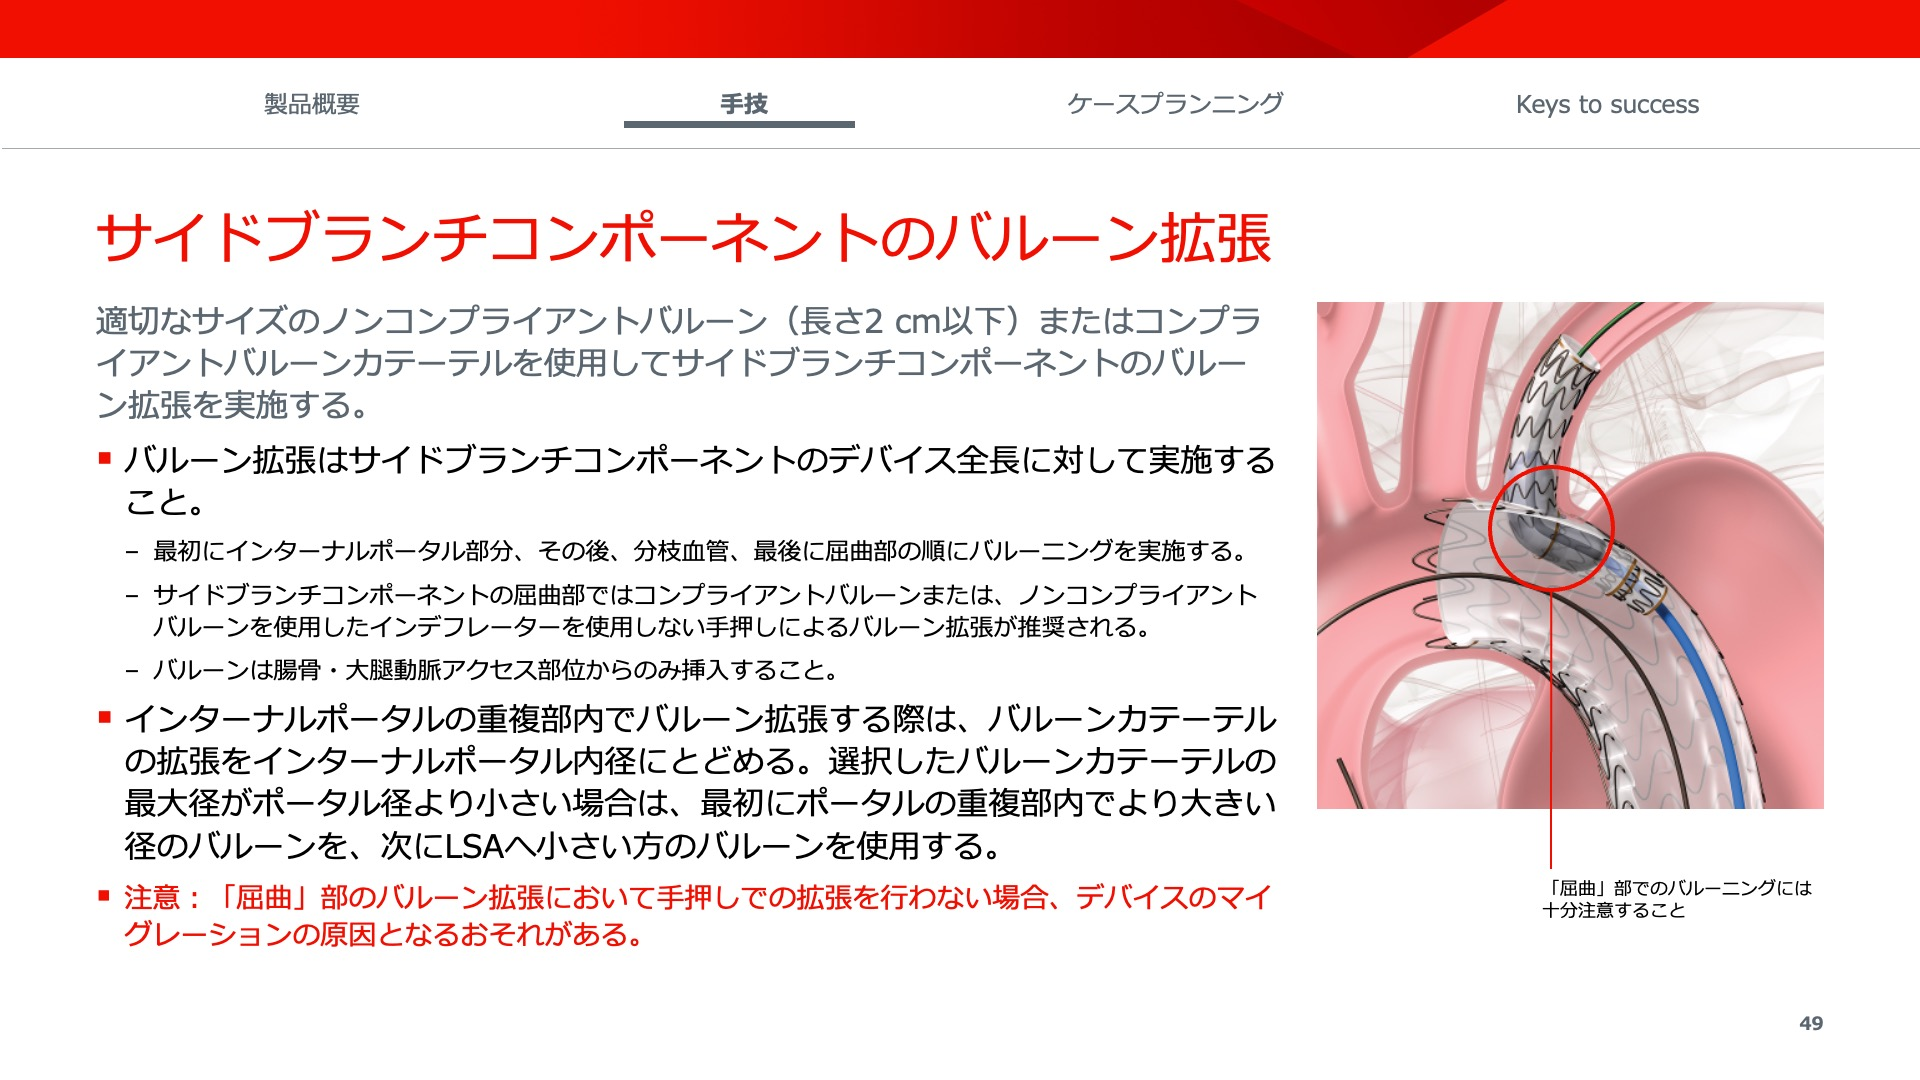 製品概要
手技
ケースプランニング
Keys to success
サイドブランチコンポーネントのバルーン拡張
適切なサイズのノンコンプライアントバルーン（長さ2 cm以下）またはコンプラ
イアントバルーンカテーテルを使用してサイドブランチコンポーネントのバルー
ン拡張を実施する。
▪ バルーン拡張はサイドブランチコンポーネントのデバイス全長に対して実施する
こと。
– 最初にインターナルポータル部分、その後、分枝血管、最後に屈曲部の順にバルーニングを実施する。
– サイドブランチコンポーネントの屈曲部ではコンプライアントバルーンまたは、ノンコンプライアント
バルーンを使用したインデフレーターを使用しない手押しによるバルーン拡張が推奨される。
– バルーンは腸骨・大腿動脈アクセス部位からのみ挿入すること。
▪ インターナルポータルの重複部内でバルーン拡張する際は、バルーンカテーテル
の拡張をインターナルポータル内径にとどめる。選択したバルーンカテーテルの
最大径がポータル径より小さい場合は、最初にポータルの重複部内でより大きい
径のバルーンを、次にLSAへ小さい方のバルーンを使用する。
▪ 注意：「屈曲」部のバルーン拡張において手押しでの拡張を行わない場合、デバイスのマイ
グレーションの原因となるおそれがある。
「屈曲」部でのバルーニングには
十分注意すること
49